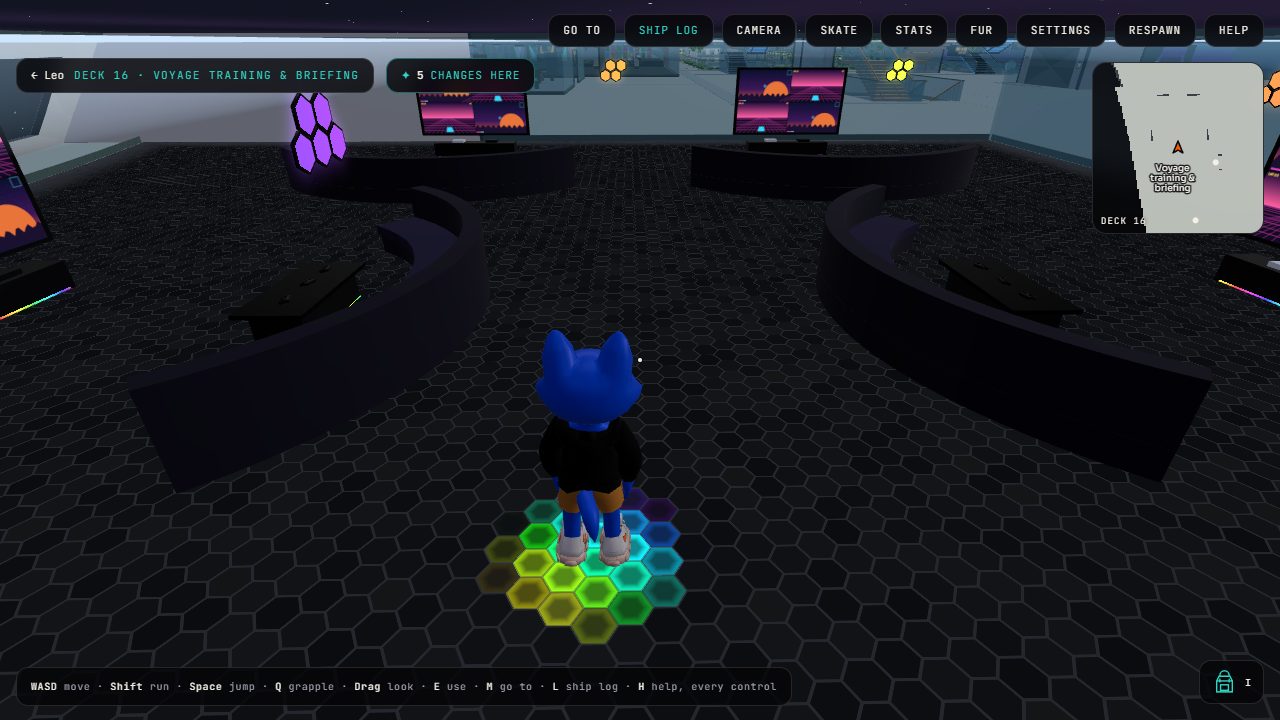 GO TO
SHIP LOG
CAMERA
SKATE
STATS
FUR
SETTINGS
RESPAWN
HELP
← Leo DECK 16 · VOYAGE TRAINING & BRIEFING
✦ 5 CHANGES HERE
Voyage
training &
briefing
DECK 16
WASD move · Shift run · Space jump · Q grapple · Drag look · E use · M go to · L ship log · H help, every control
I